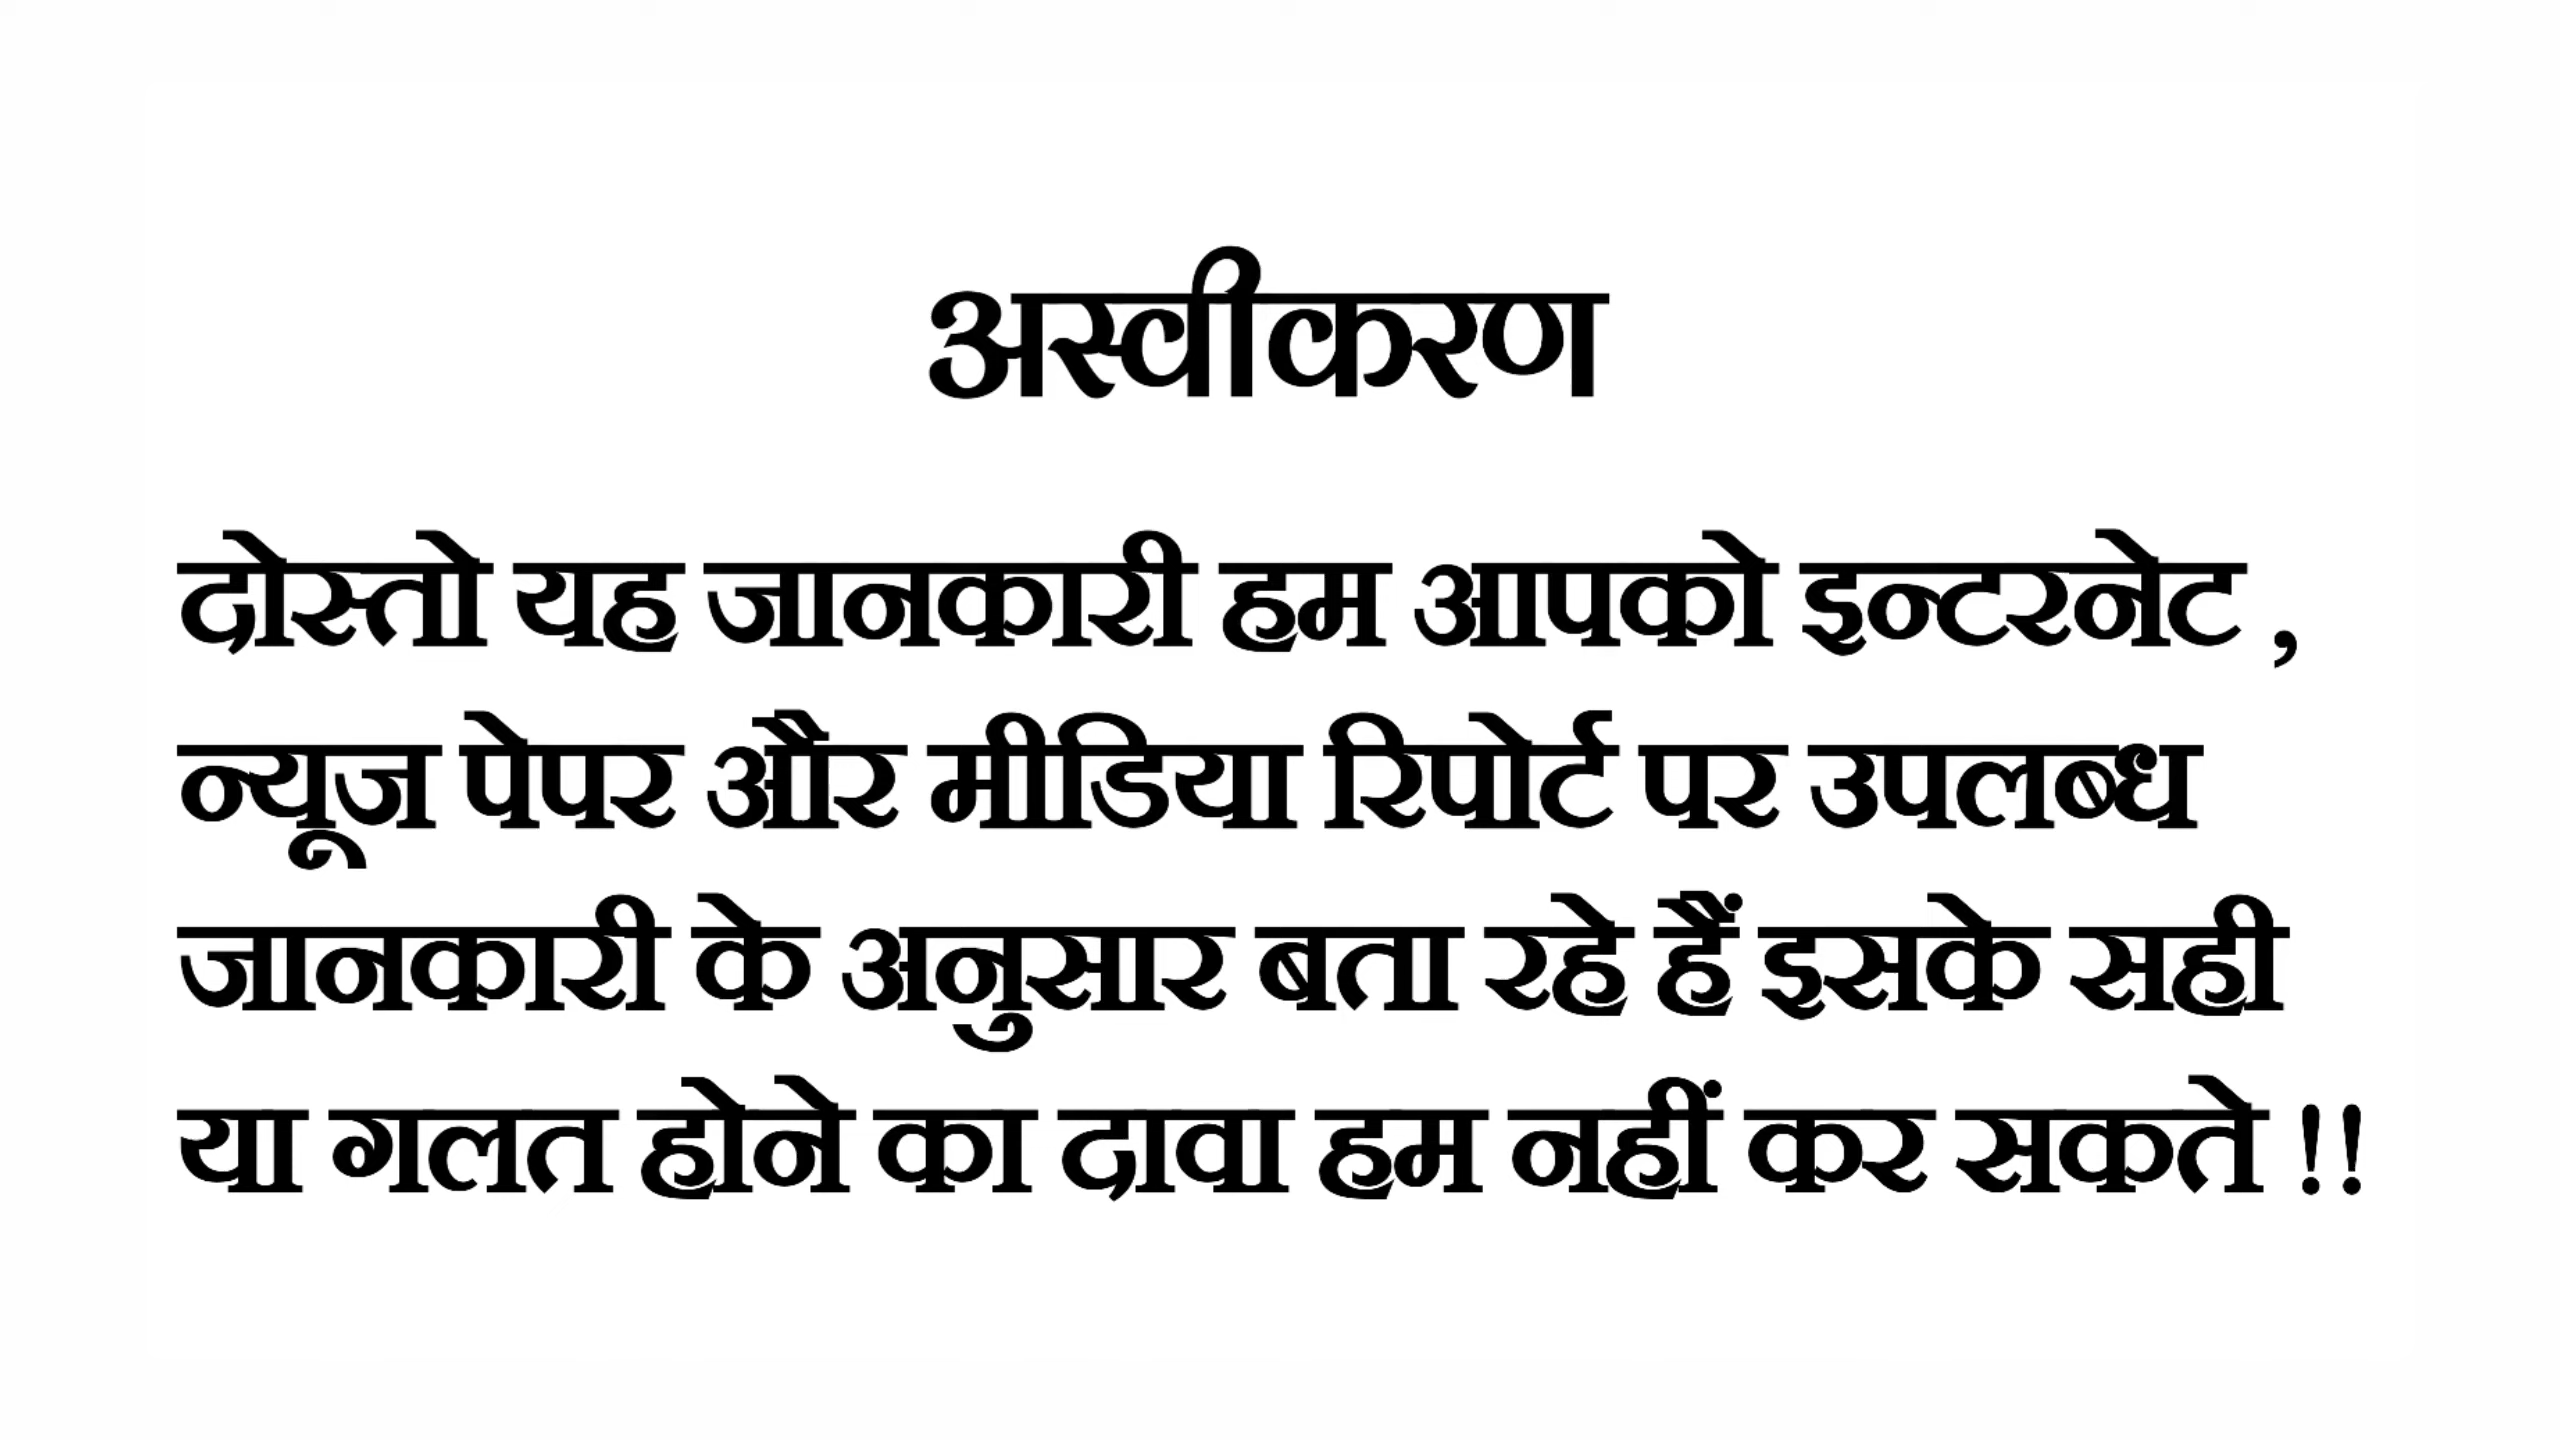 अस्वीकरण
दोस्तो यह जानकारी हम आपको इन्टरनेट ,
न्यूज पेपर और मीडिया रिपोर्ट पर उपलब्ध
जानकारी के अनुसार बता रहे हैं इसके सही
या गलत होने का दावा हम नहीं कर सकते !!